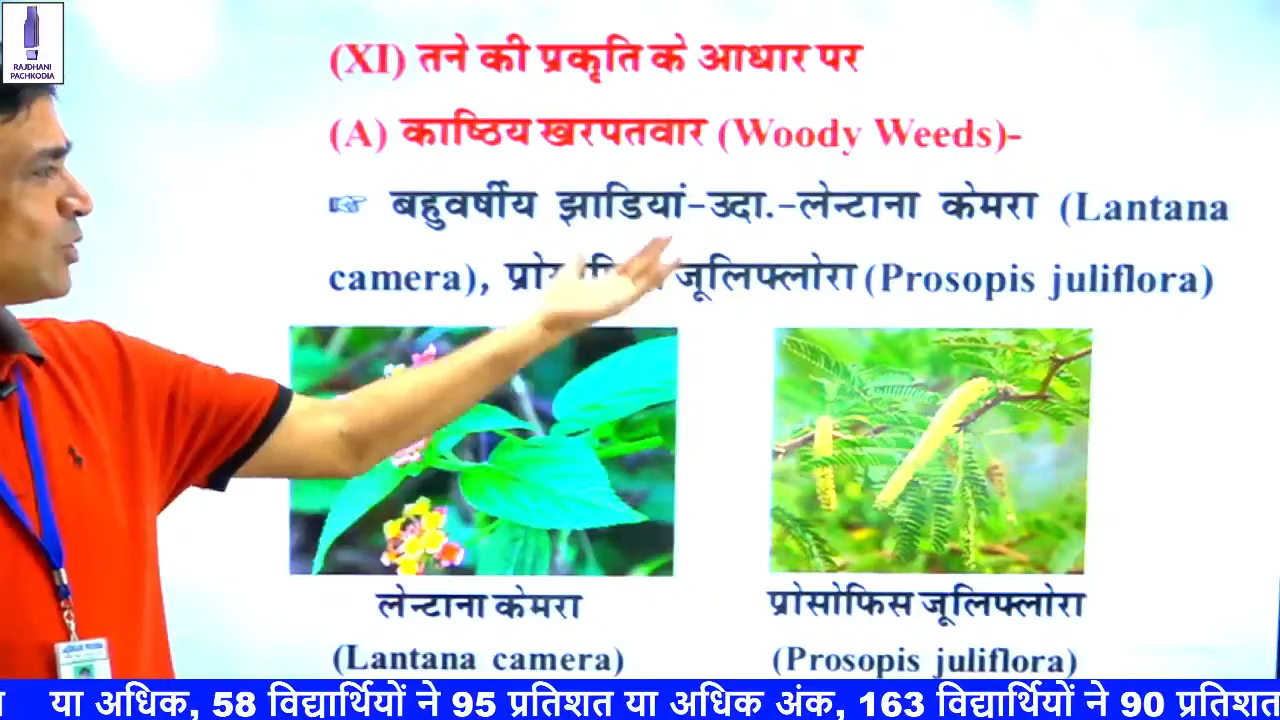 RAJDHANI
PACHKODIA
(XI) तने की प्रकृति के आधार पर
(A) काष्ठिय खरपतवार (Woody Weeds)-
☞ बहुवर्षीय झाडियां-उदा.-लेन्टाना केमरा (Lantana
camera), जूलिफ्लोरा (Prosopis juliflora)
लेन्टाना केमरा
(Lantana camera)
प्रोसोफिस जूलिफ्लोरा
(Prosopis juliflora)
या अधिक, 58 विद्यार्थियों ने 95 प्रतिशत या अधिक अंक, 163 विद्यार्थियों ने 90 प्रतिशत